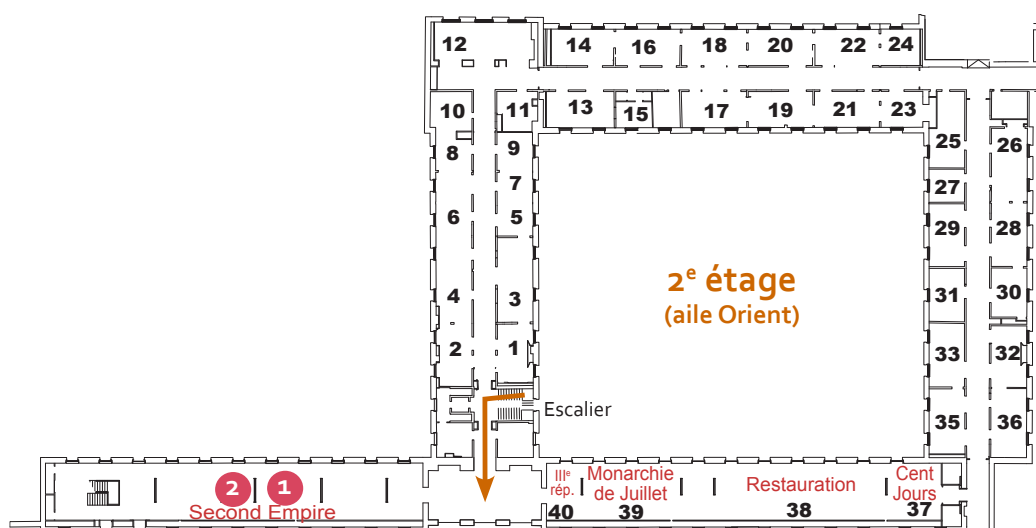 12
14 16 18 20 22 24
10 11 13 15 17 19 21 23
8 9 25 26
7 27
6 5 29 28
4 3 31 30
2 1 33 32
2e étage
(aile Orient)
Escalier
35 36
2 1
Second Empire
IIIe
rép.
40
Monarchie
de Juillet
39
Restauration
38
Cent
Jours
37